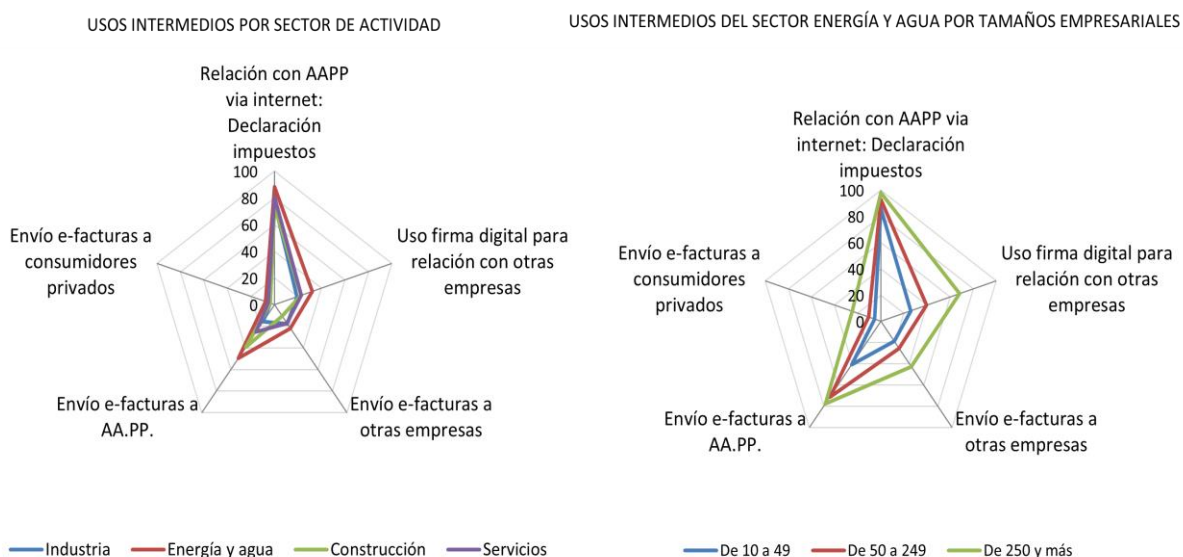 USOS INTERMEDIOS POR SECTOR DE ACTIVIDAD
Relación con AAPP
via internet:
Declaración
impuestos
100
80
60
40
20
0
Uso firma digital para
relación con otras
empresas
Envío e-facturas a
otras empresas
Envío e-facturas a
AA.PP.
Envío e-facturas a
consumidores
privados
Industria
Energía y agua
Construcción
Servicios
USOS INTERMEDIOS DEL SECTOR ENERGÍA Y AGUA POR TAMAÑOS EMPRESARIALES
Relación con AAPP via
internet: Declaración
impuestos
100
80
60
40
20
0
Uso firma digital para
relación con otras
empresas
Envío e-facturas a
otras empresas
Envío e-facturas a
AA.PP.
Envío e-facturas a
consumidores
privados
De 10 a 49
De 50 a 249
De 250 y más